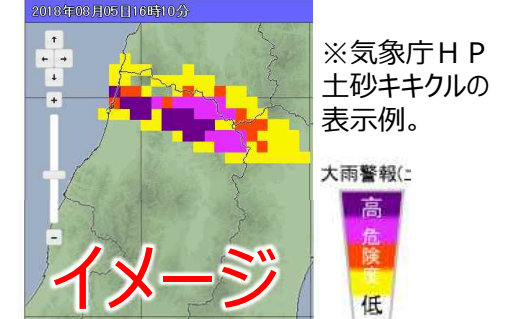 2018年08月05日16時10分
※気象庁ＨＰ
土砂キキクルの
表示例。
大雨警報(土
高
危
険
度
低
イメージ